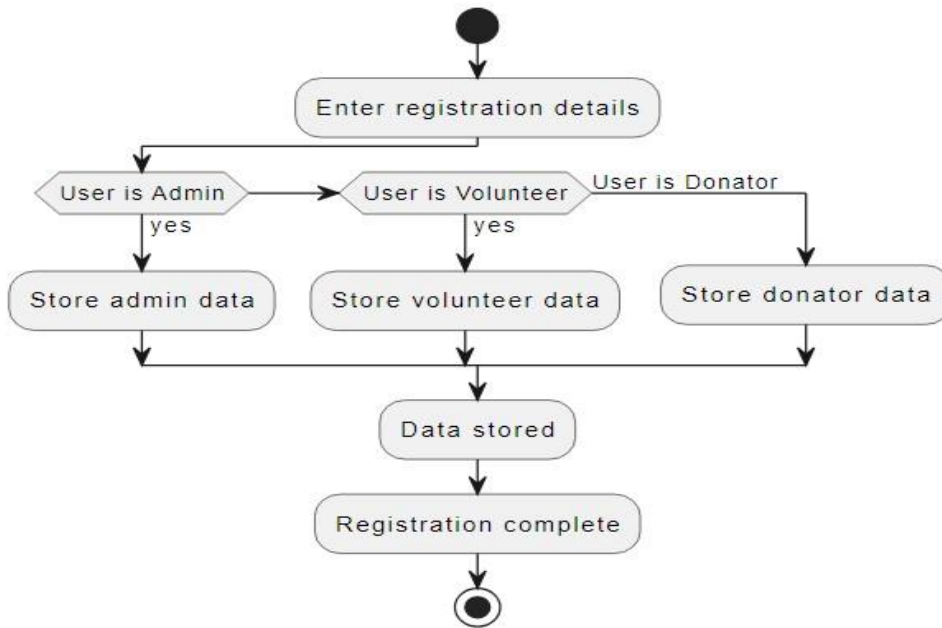 Enter registration details
User is Admin
User is Volunteer
User is Donator
yes
yes
Store admin data
Store volunteer data
Store donator data
Data stored
Registration complete